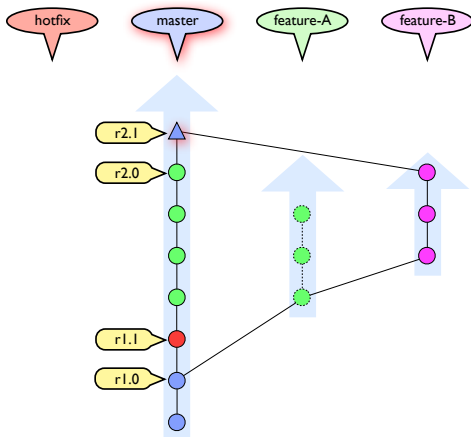 hotfix
master
feature-A
feature-B
r2.1
r2.0
r1.1
r1.0